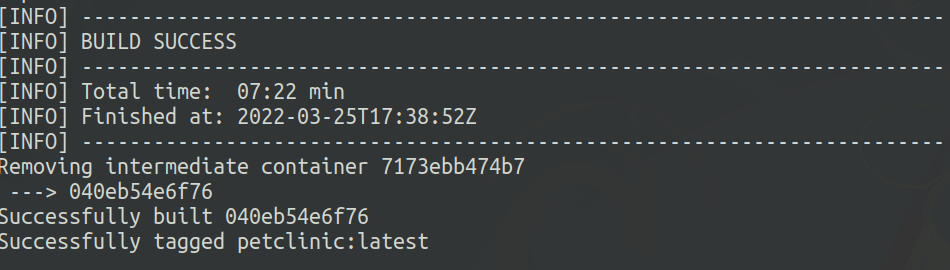 [INFO] ------------------------------------------------------------------------
[INFO] BUILD SUCCESS
[INFO] ------------------------------------------------------------------------
[INFO] Total time:  07:22 min
[INFO] Finished at: 2022-03-25T17:38:52Z
[INFO] ------------------------------------------------------------------------
Removing intermediate container 7173ebb474b7
 ---> 040eb54e6f76
Successfully built 040eb54e6f76
Successfully tagged petclinic:latest